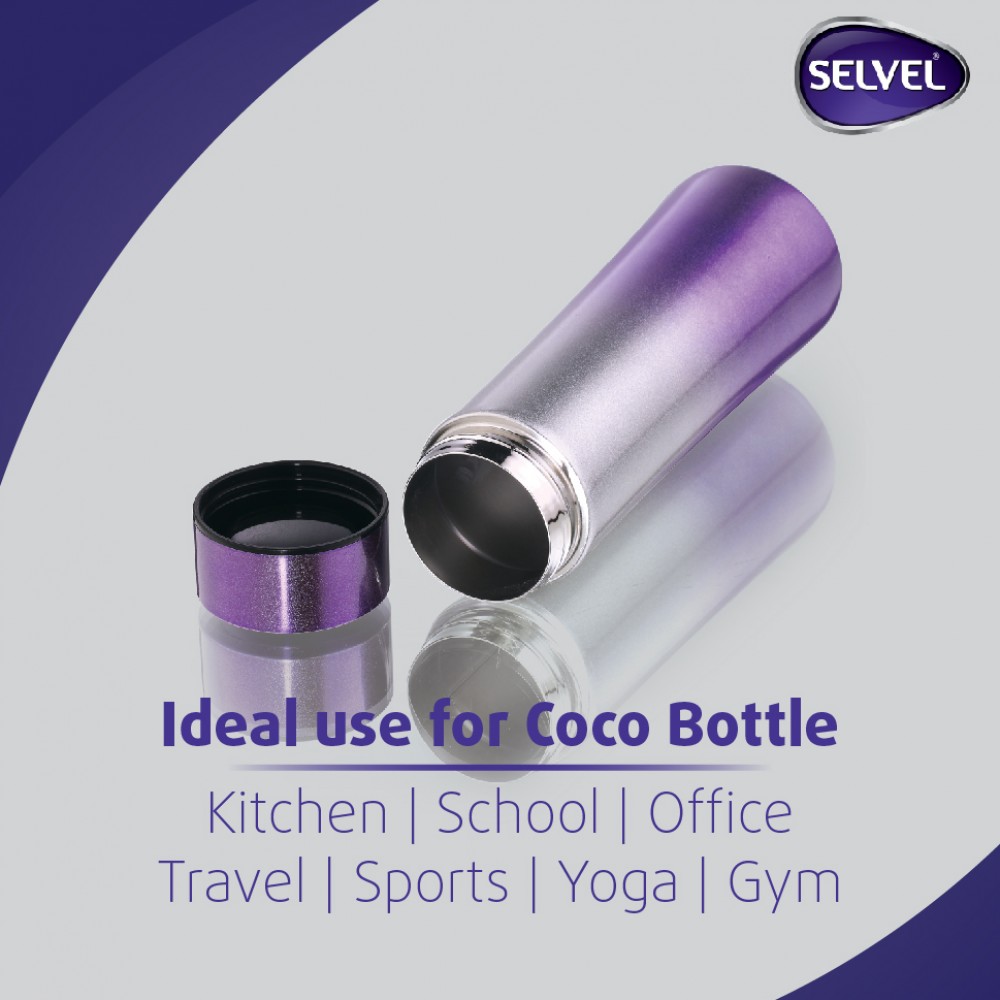 SELVEL®
Ideal use for Coco Bottle
Kitchen | School | Office
Travel | Sports | Yoga | Gym